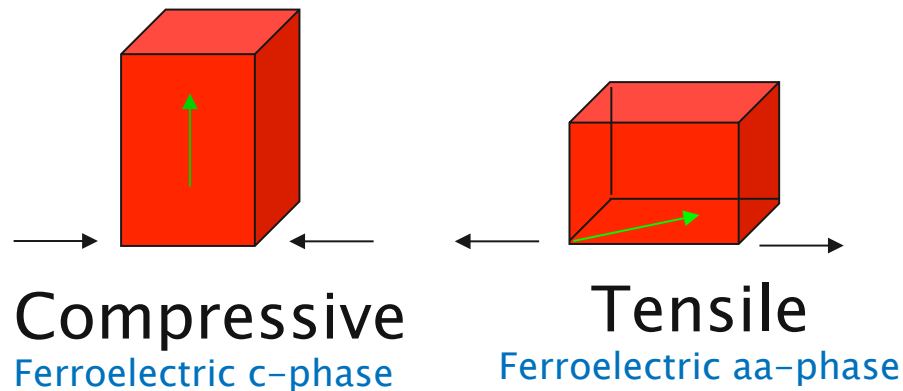 Compressive
Ferroelectric c-phase
Tensile
Ferroelectric aa-phase